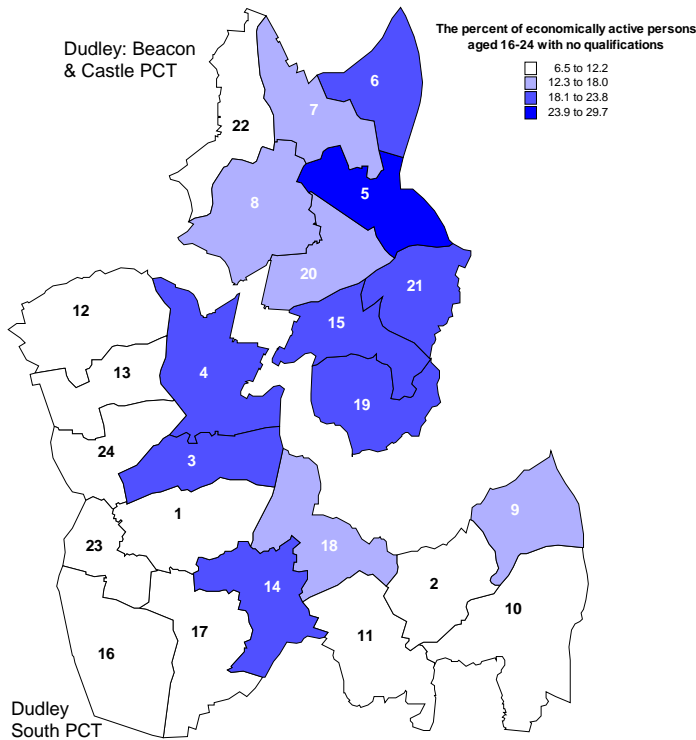 The percent of economically active persons
aged 16-24 with no qualifications
6.5 to 12.2
12.3 to 18.0
18.1 to 23.8
23.9 to 29.7
Dudley: Beacon
& Castle PCT
6
7
22
5
8
20
21
12
15
13
4
19
24
3
1
9
23
18
14
2
10
17
11
16
Dudley
South PCT